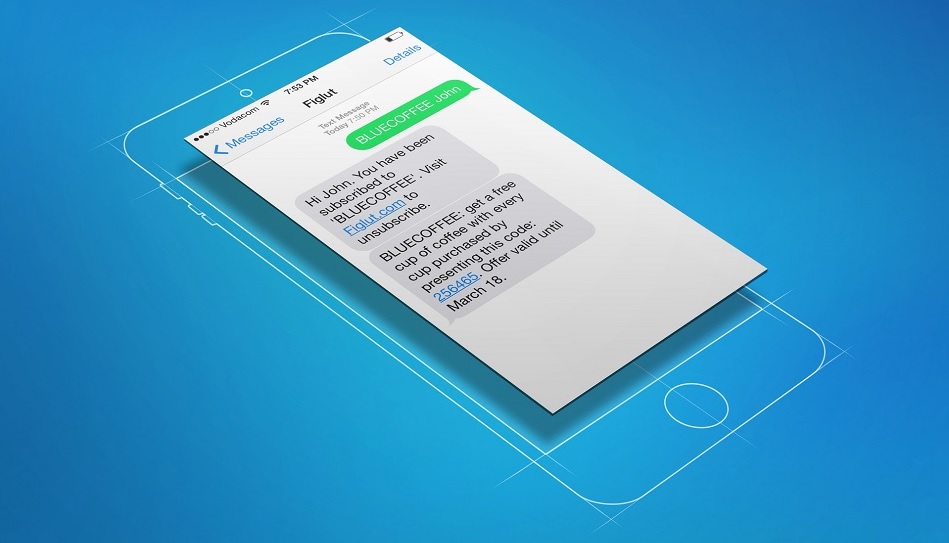 Vodacom 7:53 PM
Messages Figlut Details
Text Message
Today 7:50 PM
BLUECOFFEE John
Hi John. You have been
subscribed to
'BLUECOFFEE' . Visit
Figlut.com to
unsubscribe.
BLUECOFFEE: get a free
cup of coffee with every
cup purchased by
presenting this code:
256465. Offer valid until
March 18.